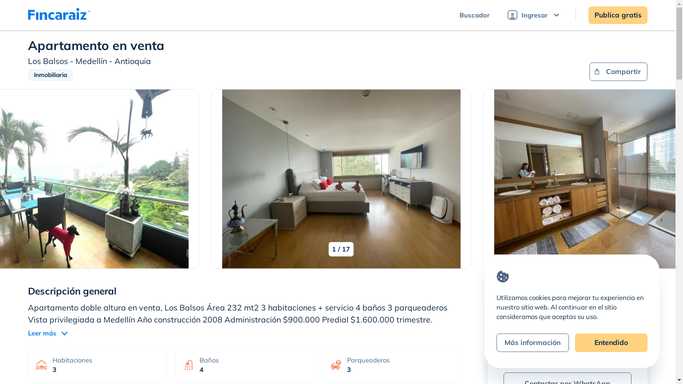 Fincaraiz
Buscador
Ingresar
Publica gratis
Apartamento en venta
Los Balsos - Medellín - Antioquia
Inmobiliaria
Compartir
1 / 17
Descripción general
Apartamento doble altura en venta, Los Balsos Área 232 mt2 3 habitaciones + servicio 4 baños 3 parqueaderos
Vista privilegiada a Medellín Año construcción 2008 Administración $900.000 Predial $1.600.000 trimestre.
Leer más
Habitaciones
3
Baños
4
Parqueaderos
3
Utilizamos cookies para mejorar tu experiencia en
nuestro sitio web. Al continuar en el sitio
consideramos que aceptas su uso.
Más información
Entendido
Contactar por WhatsApp